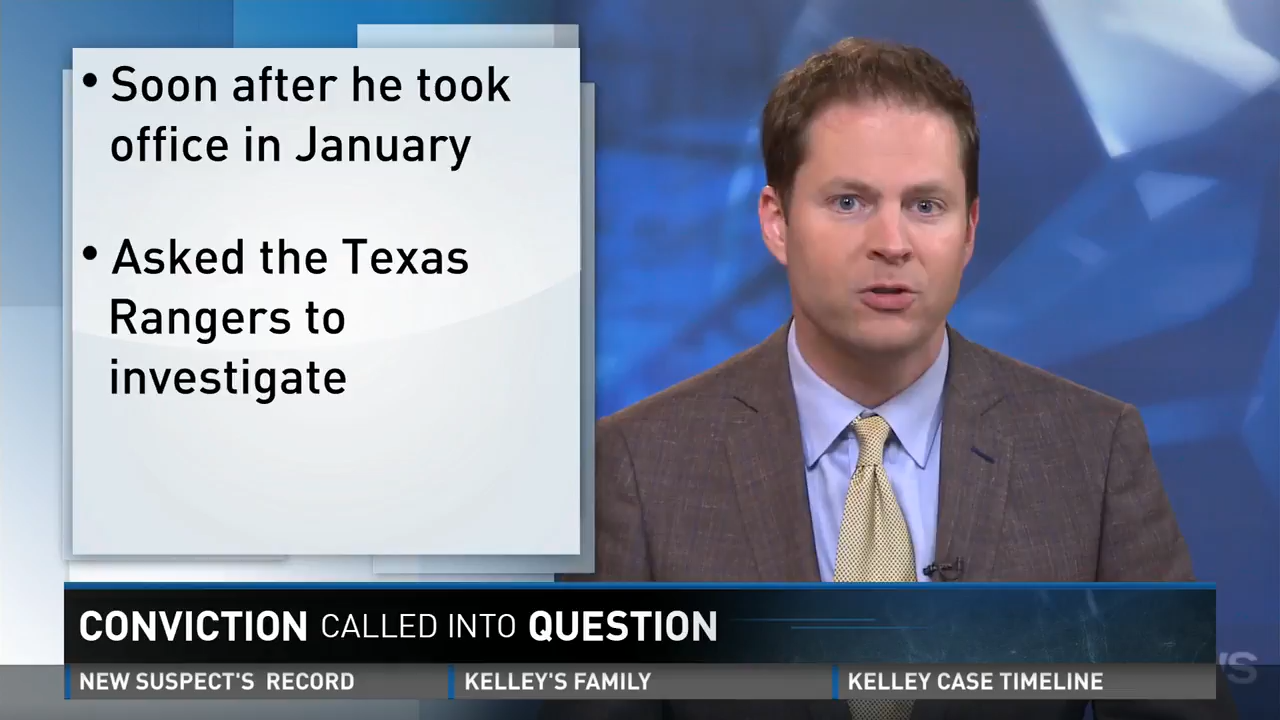 • Soon after he took
office in January
• Asked the Texas
Rangers to
investigate
CONVICTION CALLED INTO QUESTION
NEW SUSPECT'S RECORD
KELLEY'S FAMILY
KELLEY CASE TIMELINE